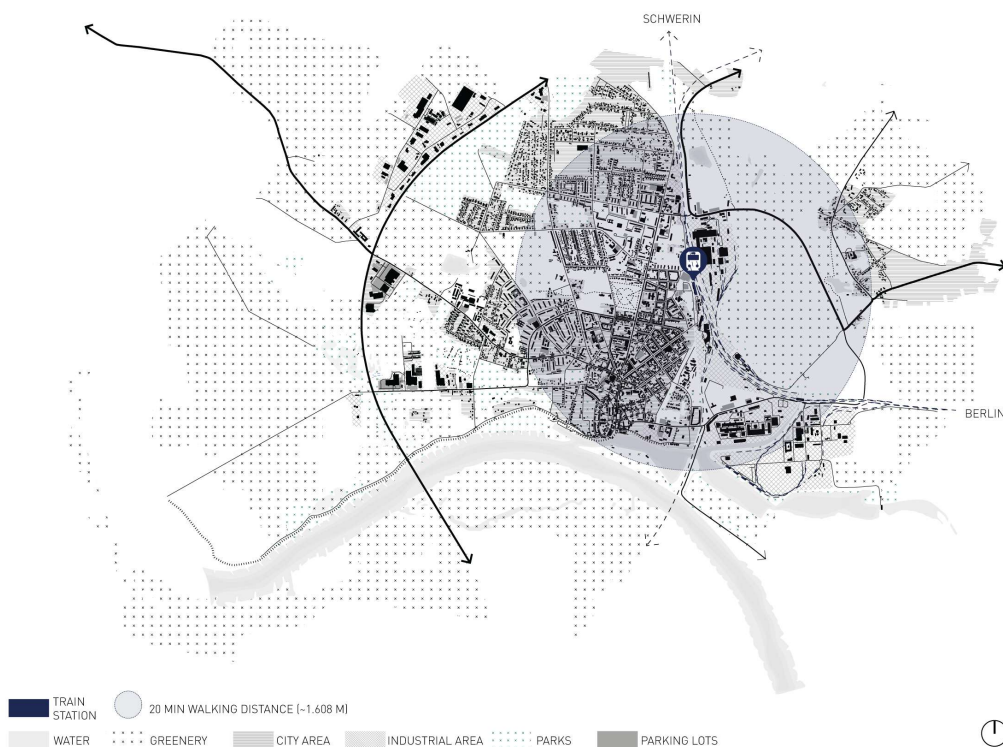 SCHWERIN
BERLIN
TRAIN
STATION
20 MIN WALKING DISTANCE (~1.608 M)
WATER
GREENERY
CITY AREA
INDUSTRIAL AREA
PARKS
PARKING LOTS